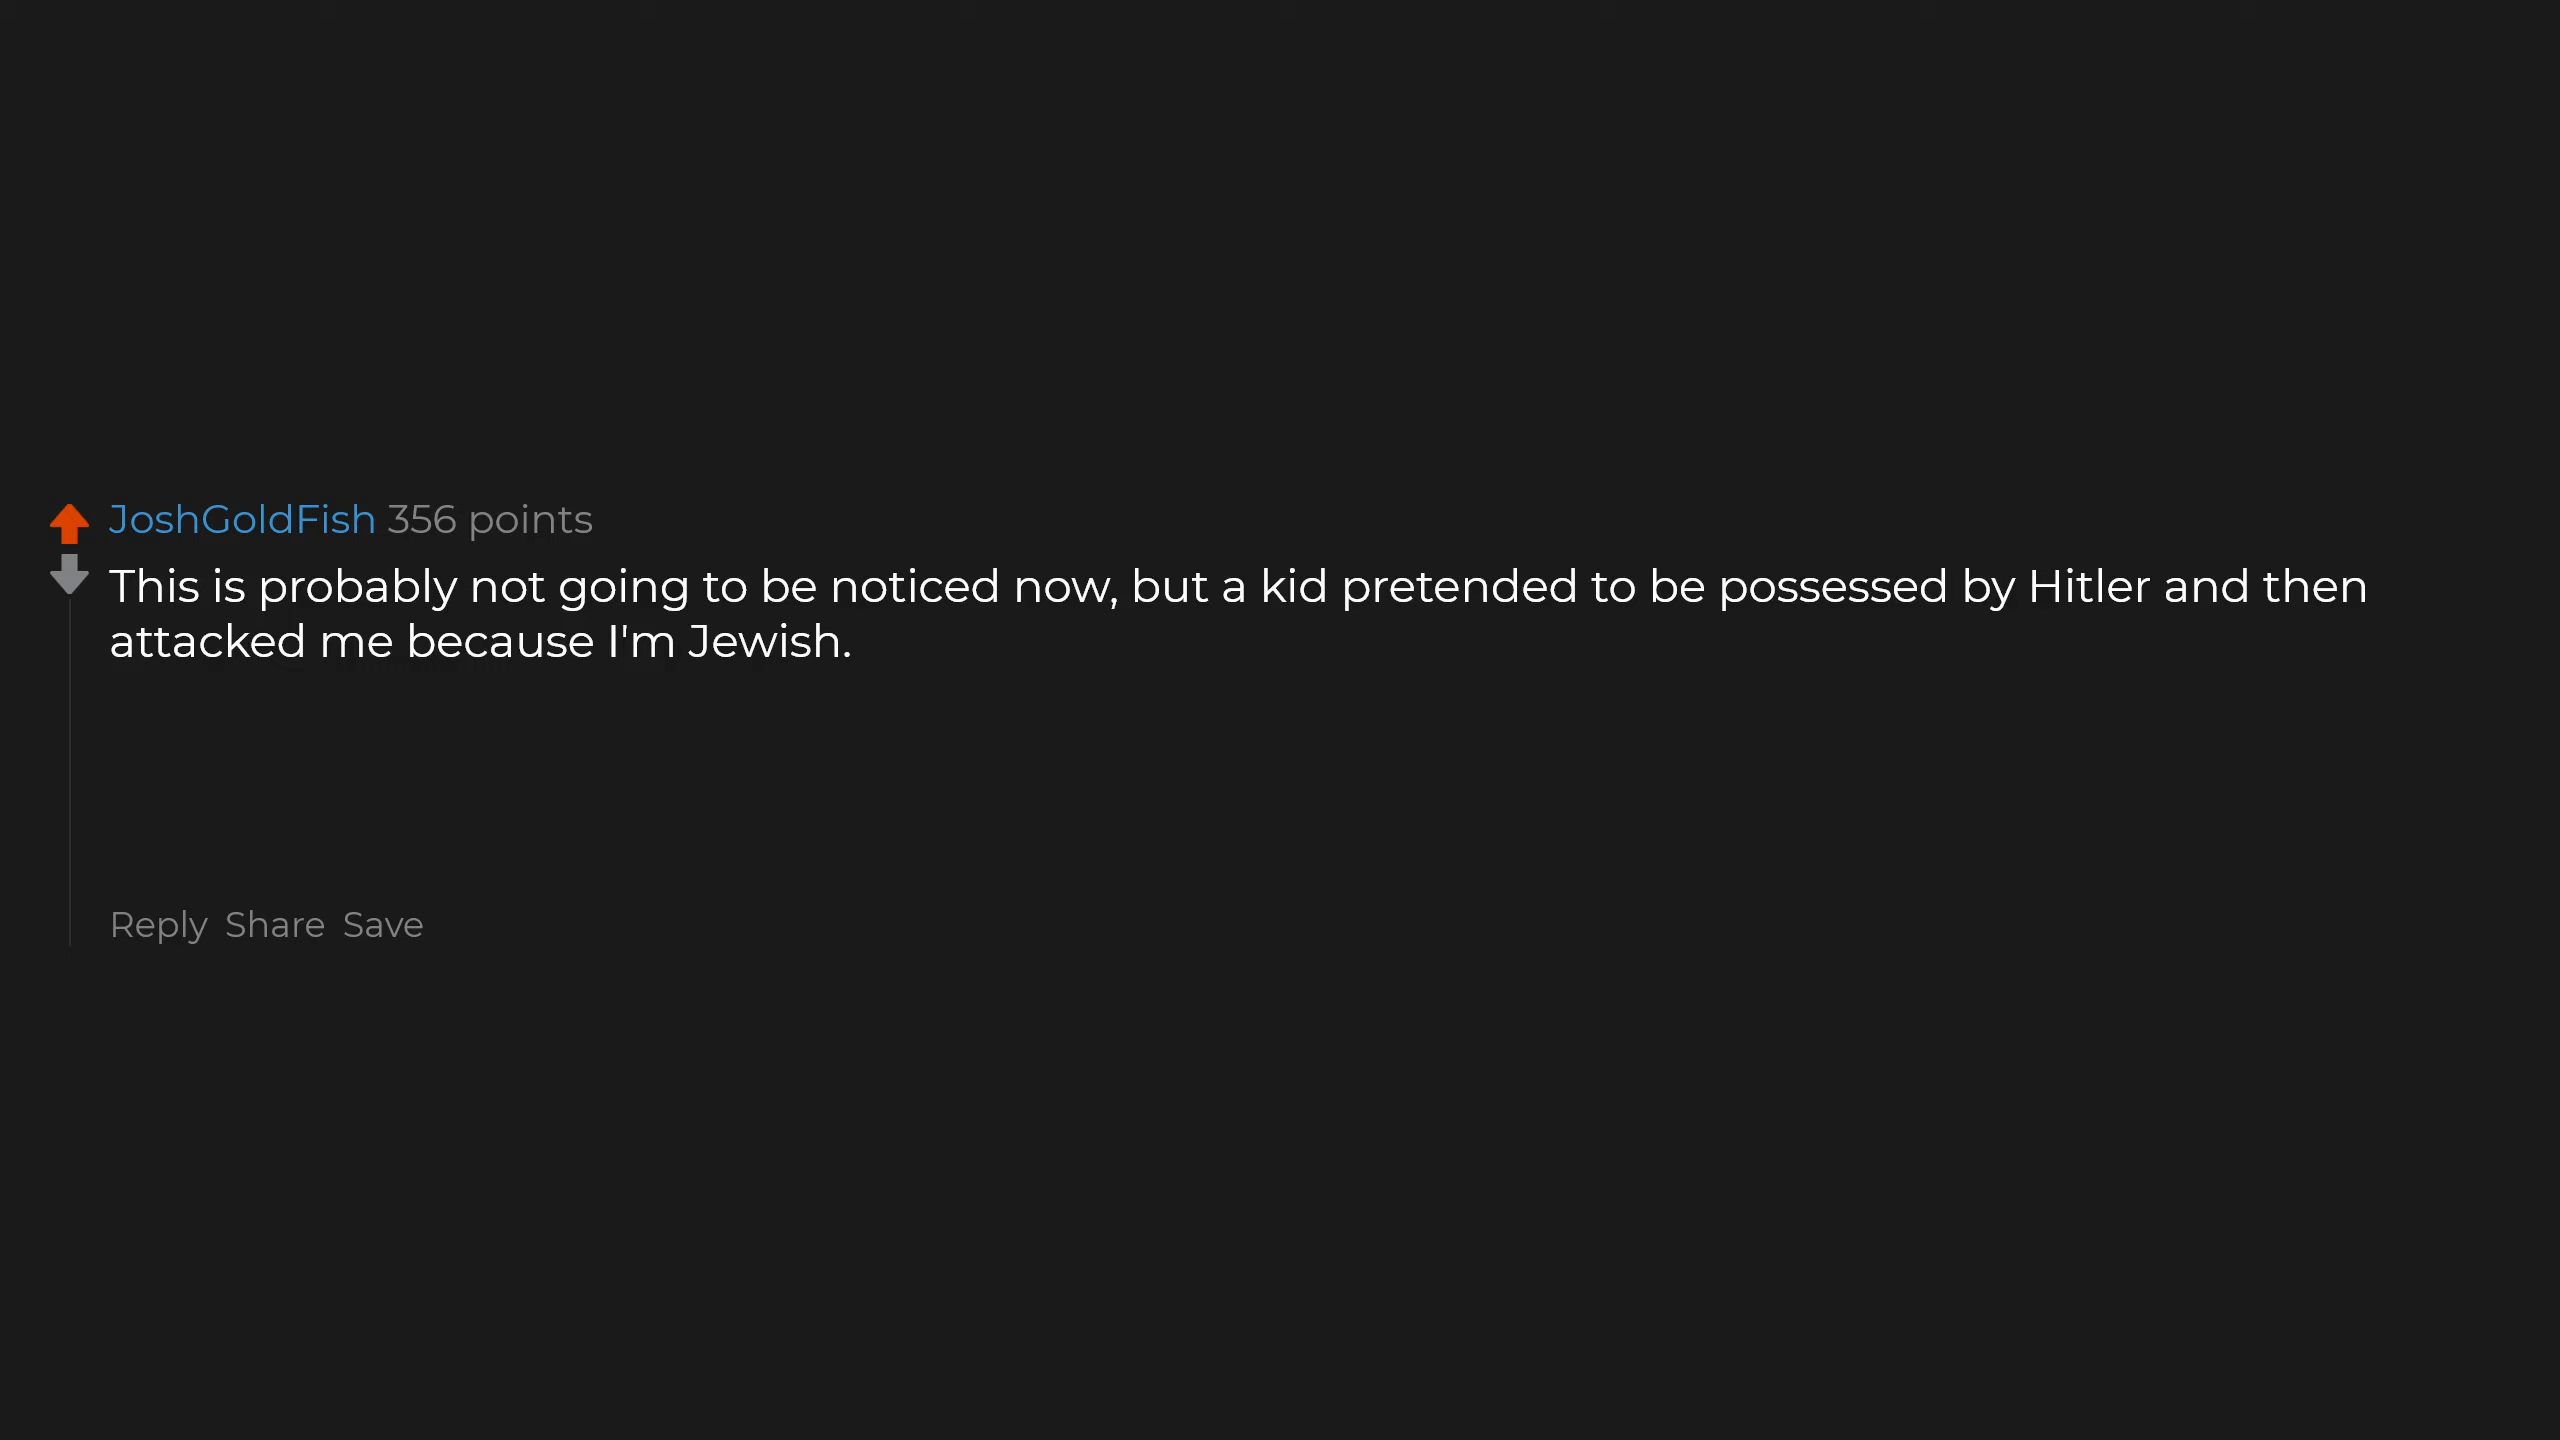 JoshGoldFish 356 points
This is probably not going to be noticed now, but a kid pretended to be possessed by Hitler and then
attacked me because I'm Jewish.
Reply Share Save